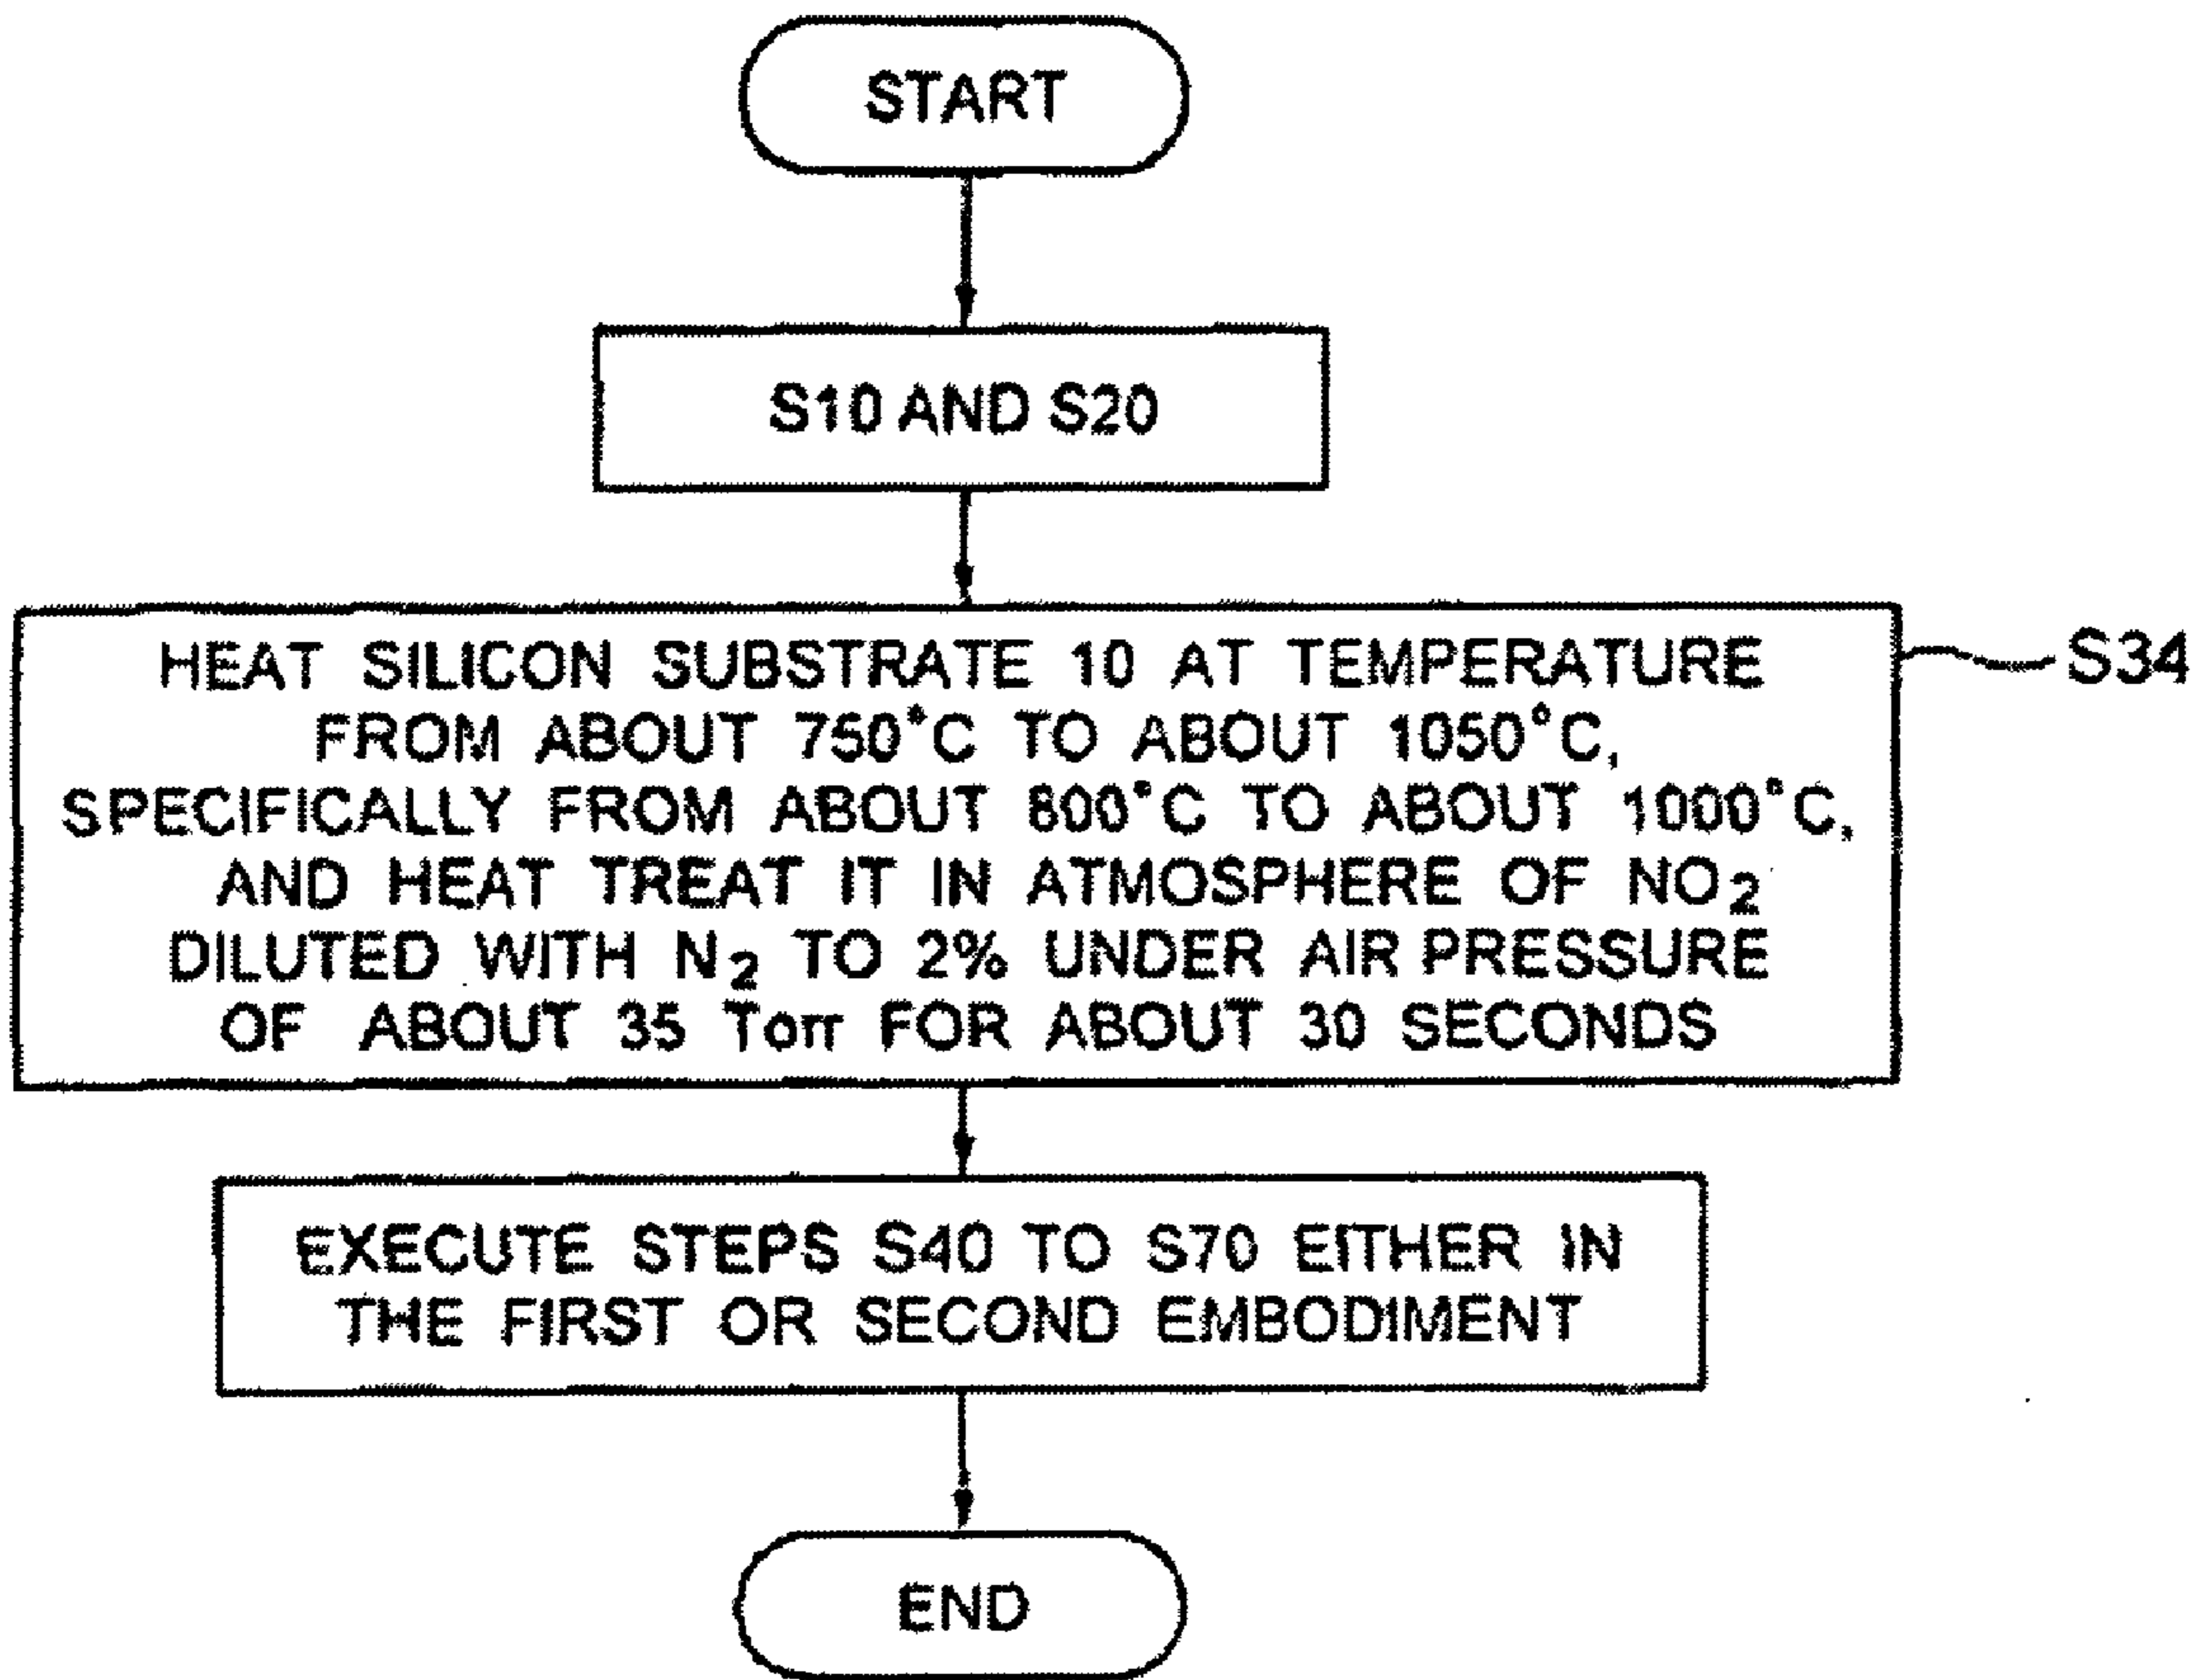 START
S10 AND S20
HEAT SILICON SUBSTRATE 10 AT TEMPERATURE
FROM ABOUT 750°C TO ABOUT 1050°C,
SPECIFICALLY FROM ABOUT 800°C TO ABOUT 1000°C,
AND HEAT TREAT IT IN ATMOSPHERE OF NO₂
DILUTED WITH N₂ TO 2% UNDER AIR PRESSURE
OF ABOUT 35 Torr FOR ABOUT 30 SECONDS
S34
EXECUTE STEPS S40 TO S70 EITHER IN
THE FIRST OR SECOND EMBODIMENT
END